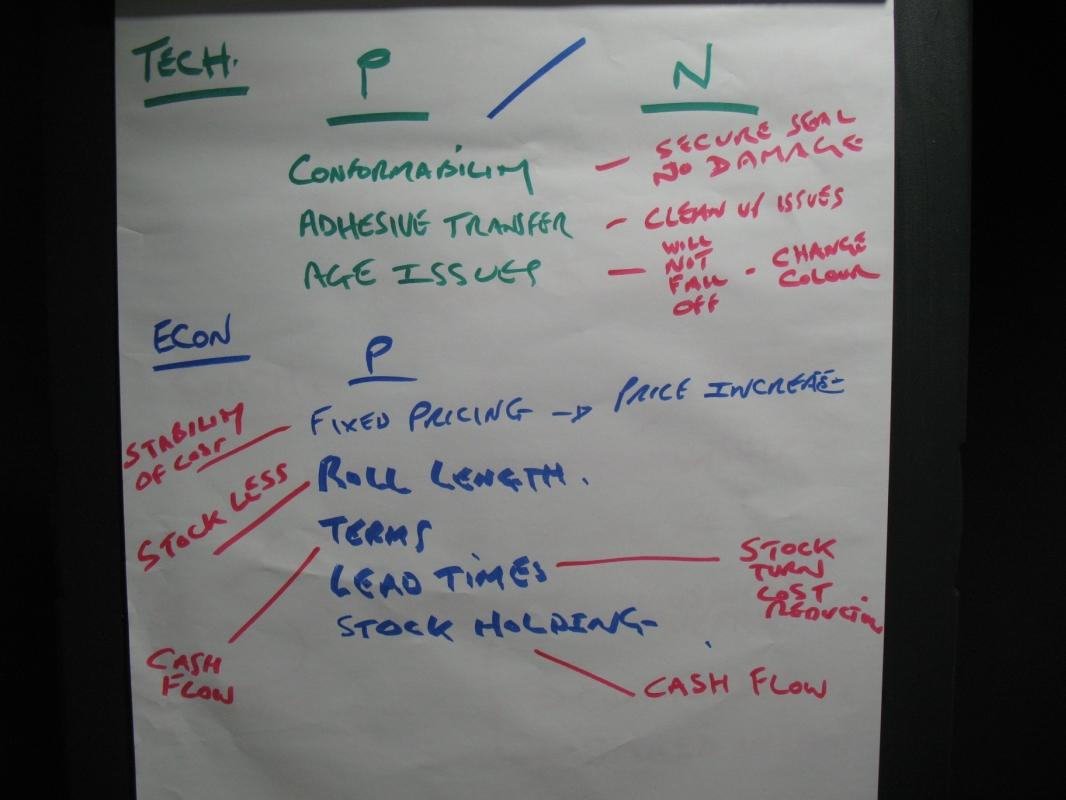 TECH. P / N
CONFORMABILITY – SECURE SEAL
NO DAMAGE
ADHESIVE TRANSFER – CLEAN UP ISSUES
AGE ISSUES – WILL
NOT
FALL
OFF
- CHANGE
COLOUR
ECON P
STABILITY
OF COST
FIXED PRICING → PRICE INCREASE
STOCK LESS
ROLL LENGTH.
TERMS
LEAD TIMES
STOCK
TURN
COST.
REDUCTION
STOCK HOLDING
CASH
FLOW
CASH FLOW